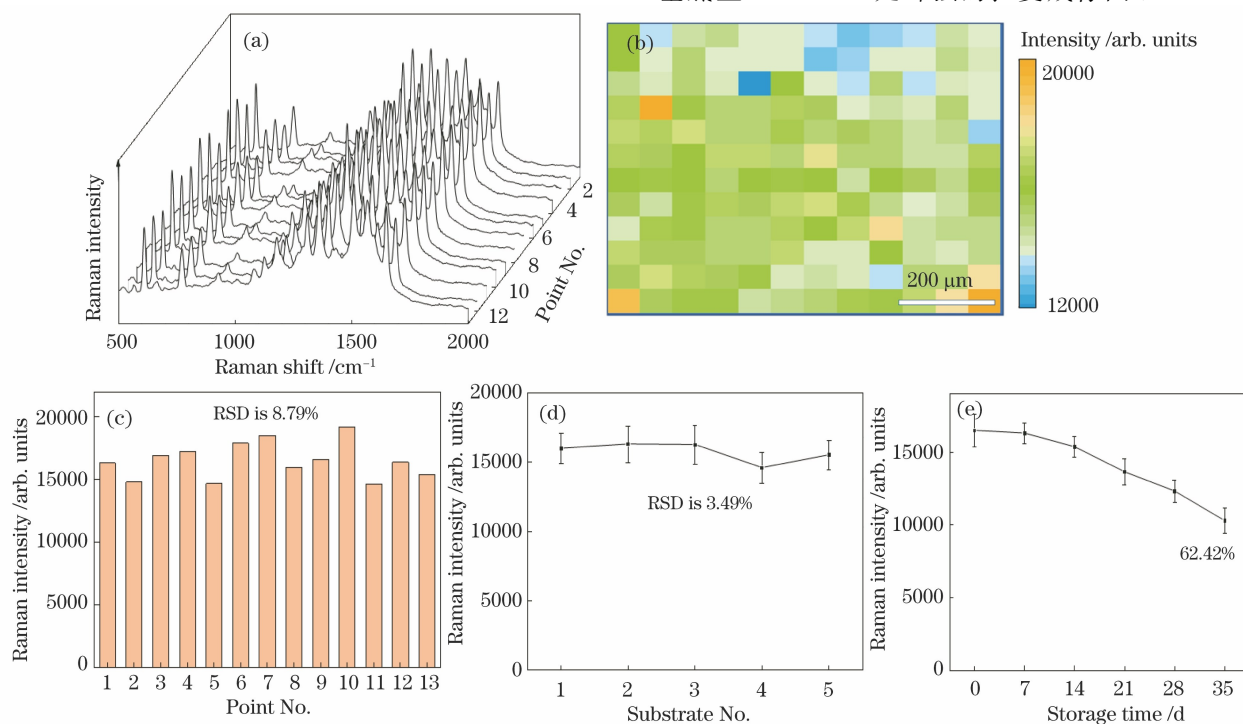 (a)
Raman intensity
2
4
6
8
10
12
Point No.
500 1000 1500 2000
Raman shift /cm⁻¹
(b)
200 μm
Intensity /arb. units
20000
12000
(c)
RSD is 8.79%
Raman intensity /arb. units
20000
15000
10000
5000
0
1 2 3 4 5 6 7 8 9 10 11 12 13
Point No.
(d)
RSD is 3.49%
Raman intensity /arb. units
20000
15000
10000
5000
0
1 2 3 4 5
Substrate No.
(e)
62.42%
Raman intensity /arb. units
15000
10000
5000
0
0 7 14 21 28 35
Storage time /d